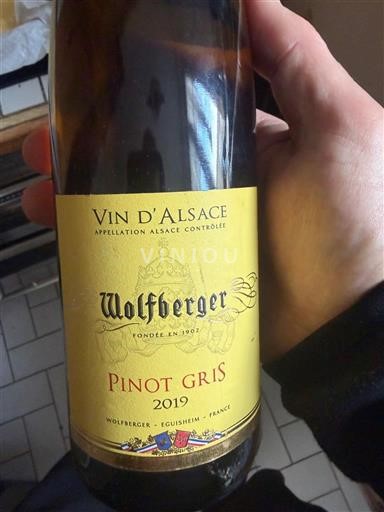 VIN D'ALSACE
APPELLATION ALSACE CONTRÔLÉE
VINIOU
Wolfberger
FONDÉE EN 1902
PINOT GRIS
2019
WOLFBERGER - EGUISHEIM - FRANCE